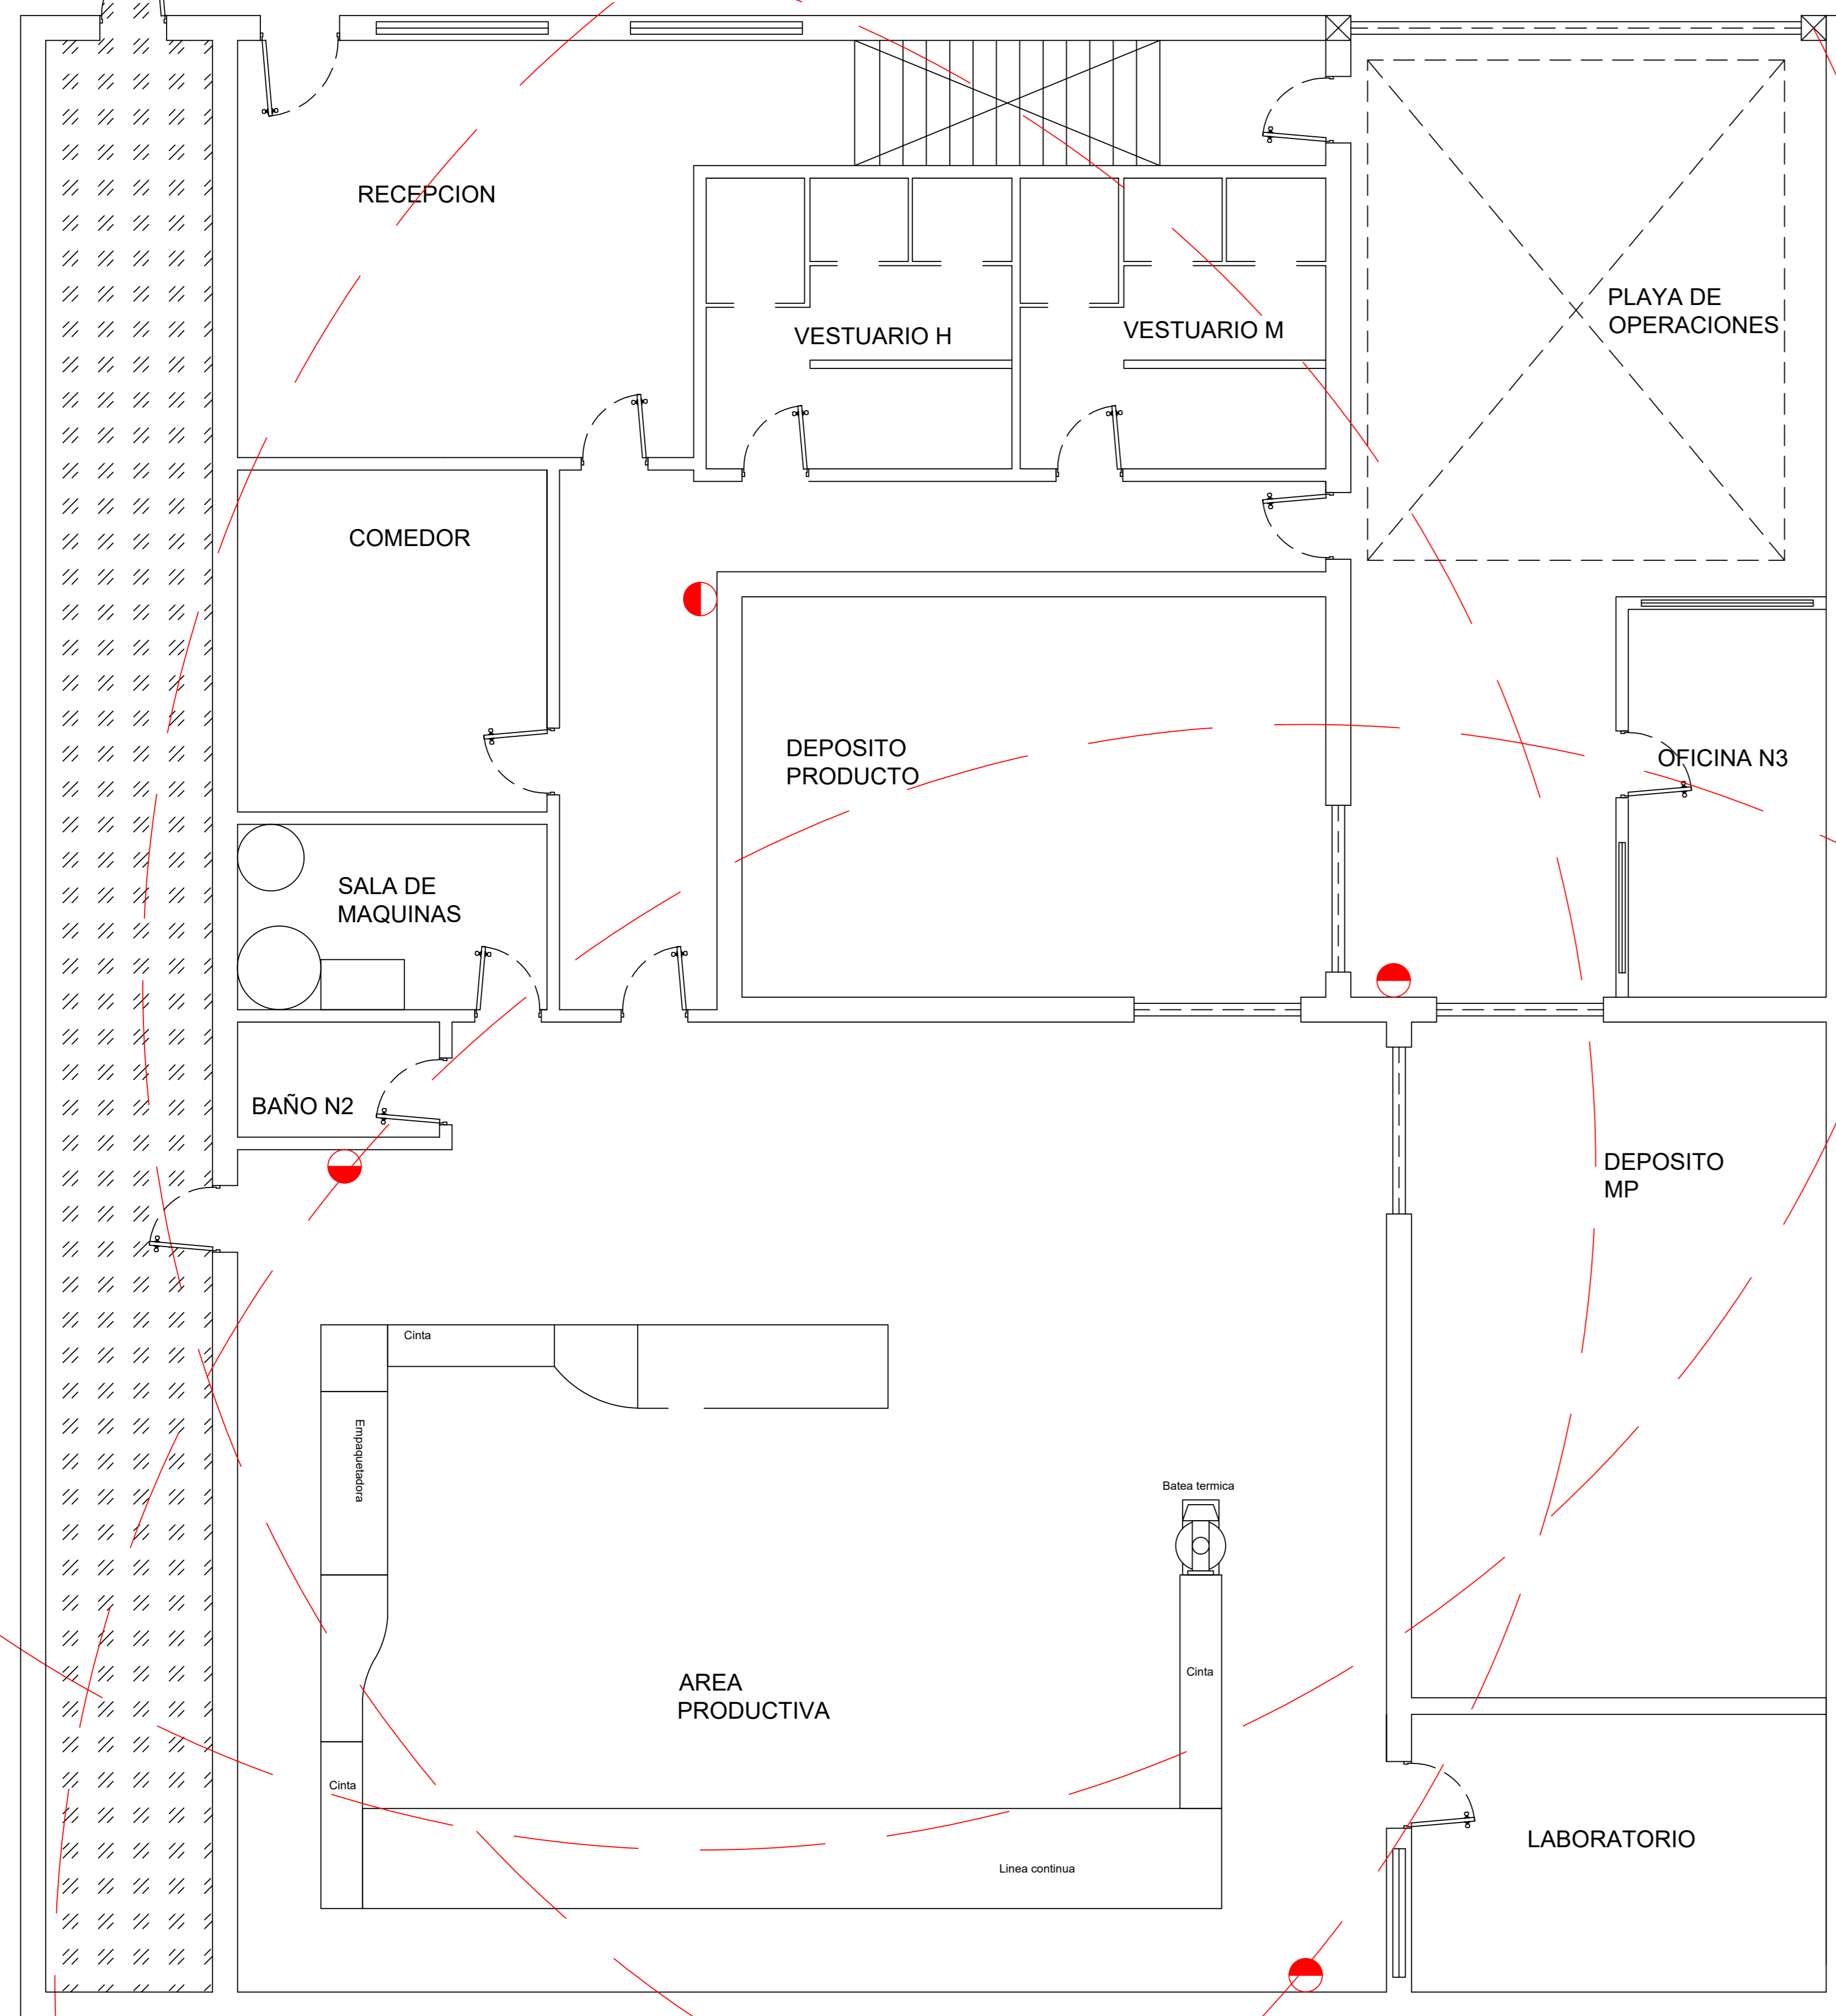 RECEPCION
PLAYA DE
OPERACIONES
VESTUARIO H
VESTUARIO M
COMEDOR
DEPOSITO
PRODUCTO
OFICINA N3
SALA DE
MAQUINAS
BAÑO N2
DEPOSITO
MP
Cinta
Empaquetadora
Batea termica
Cinta
AREA
PRODUCTIVA
Cinta
LABORATORIO
Linea continua